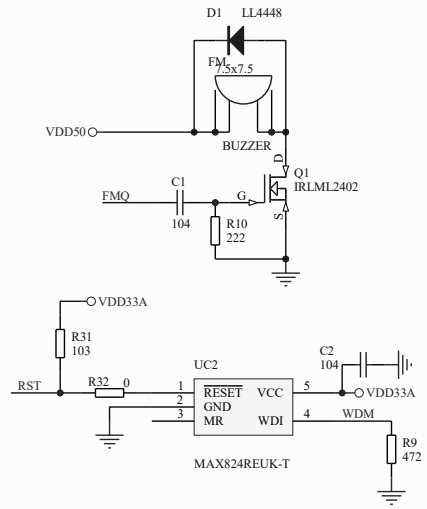 D1 LL4448
FM
7.5x7.5
VDD50
BUZZER
D
Q1
IRLML2402
C1
FMQ
G
104
S
R10
222
VDD33A
R31
103
RST
R32 0
UC2
C2
104
1 RESET VCC 5
VDD33A
2 GND
3 MR WDI 4 WDM
R9
472
MAX824REUK-T